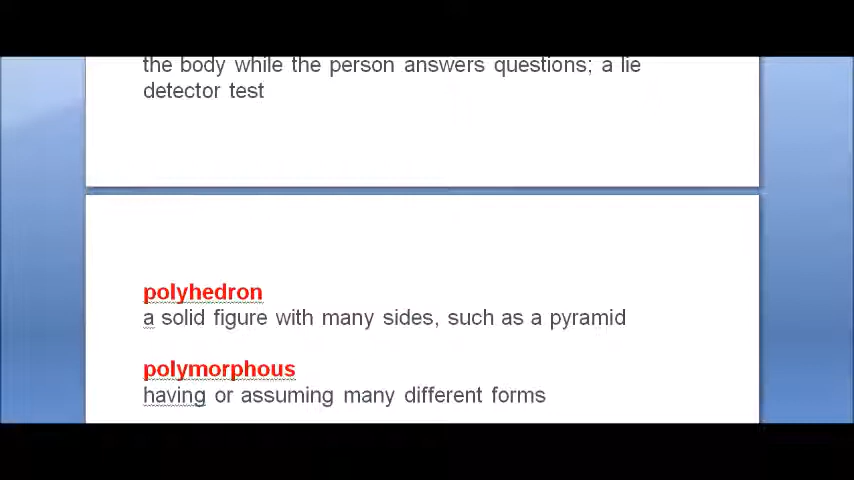 the body while the person answers questions; a lie
detector test
polyhedron
a solid figure with many sides, such as a pyramid
polymorphous
having or assuming many different forms